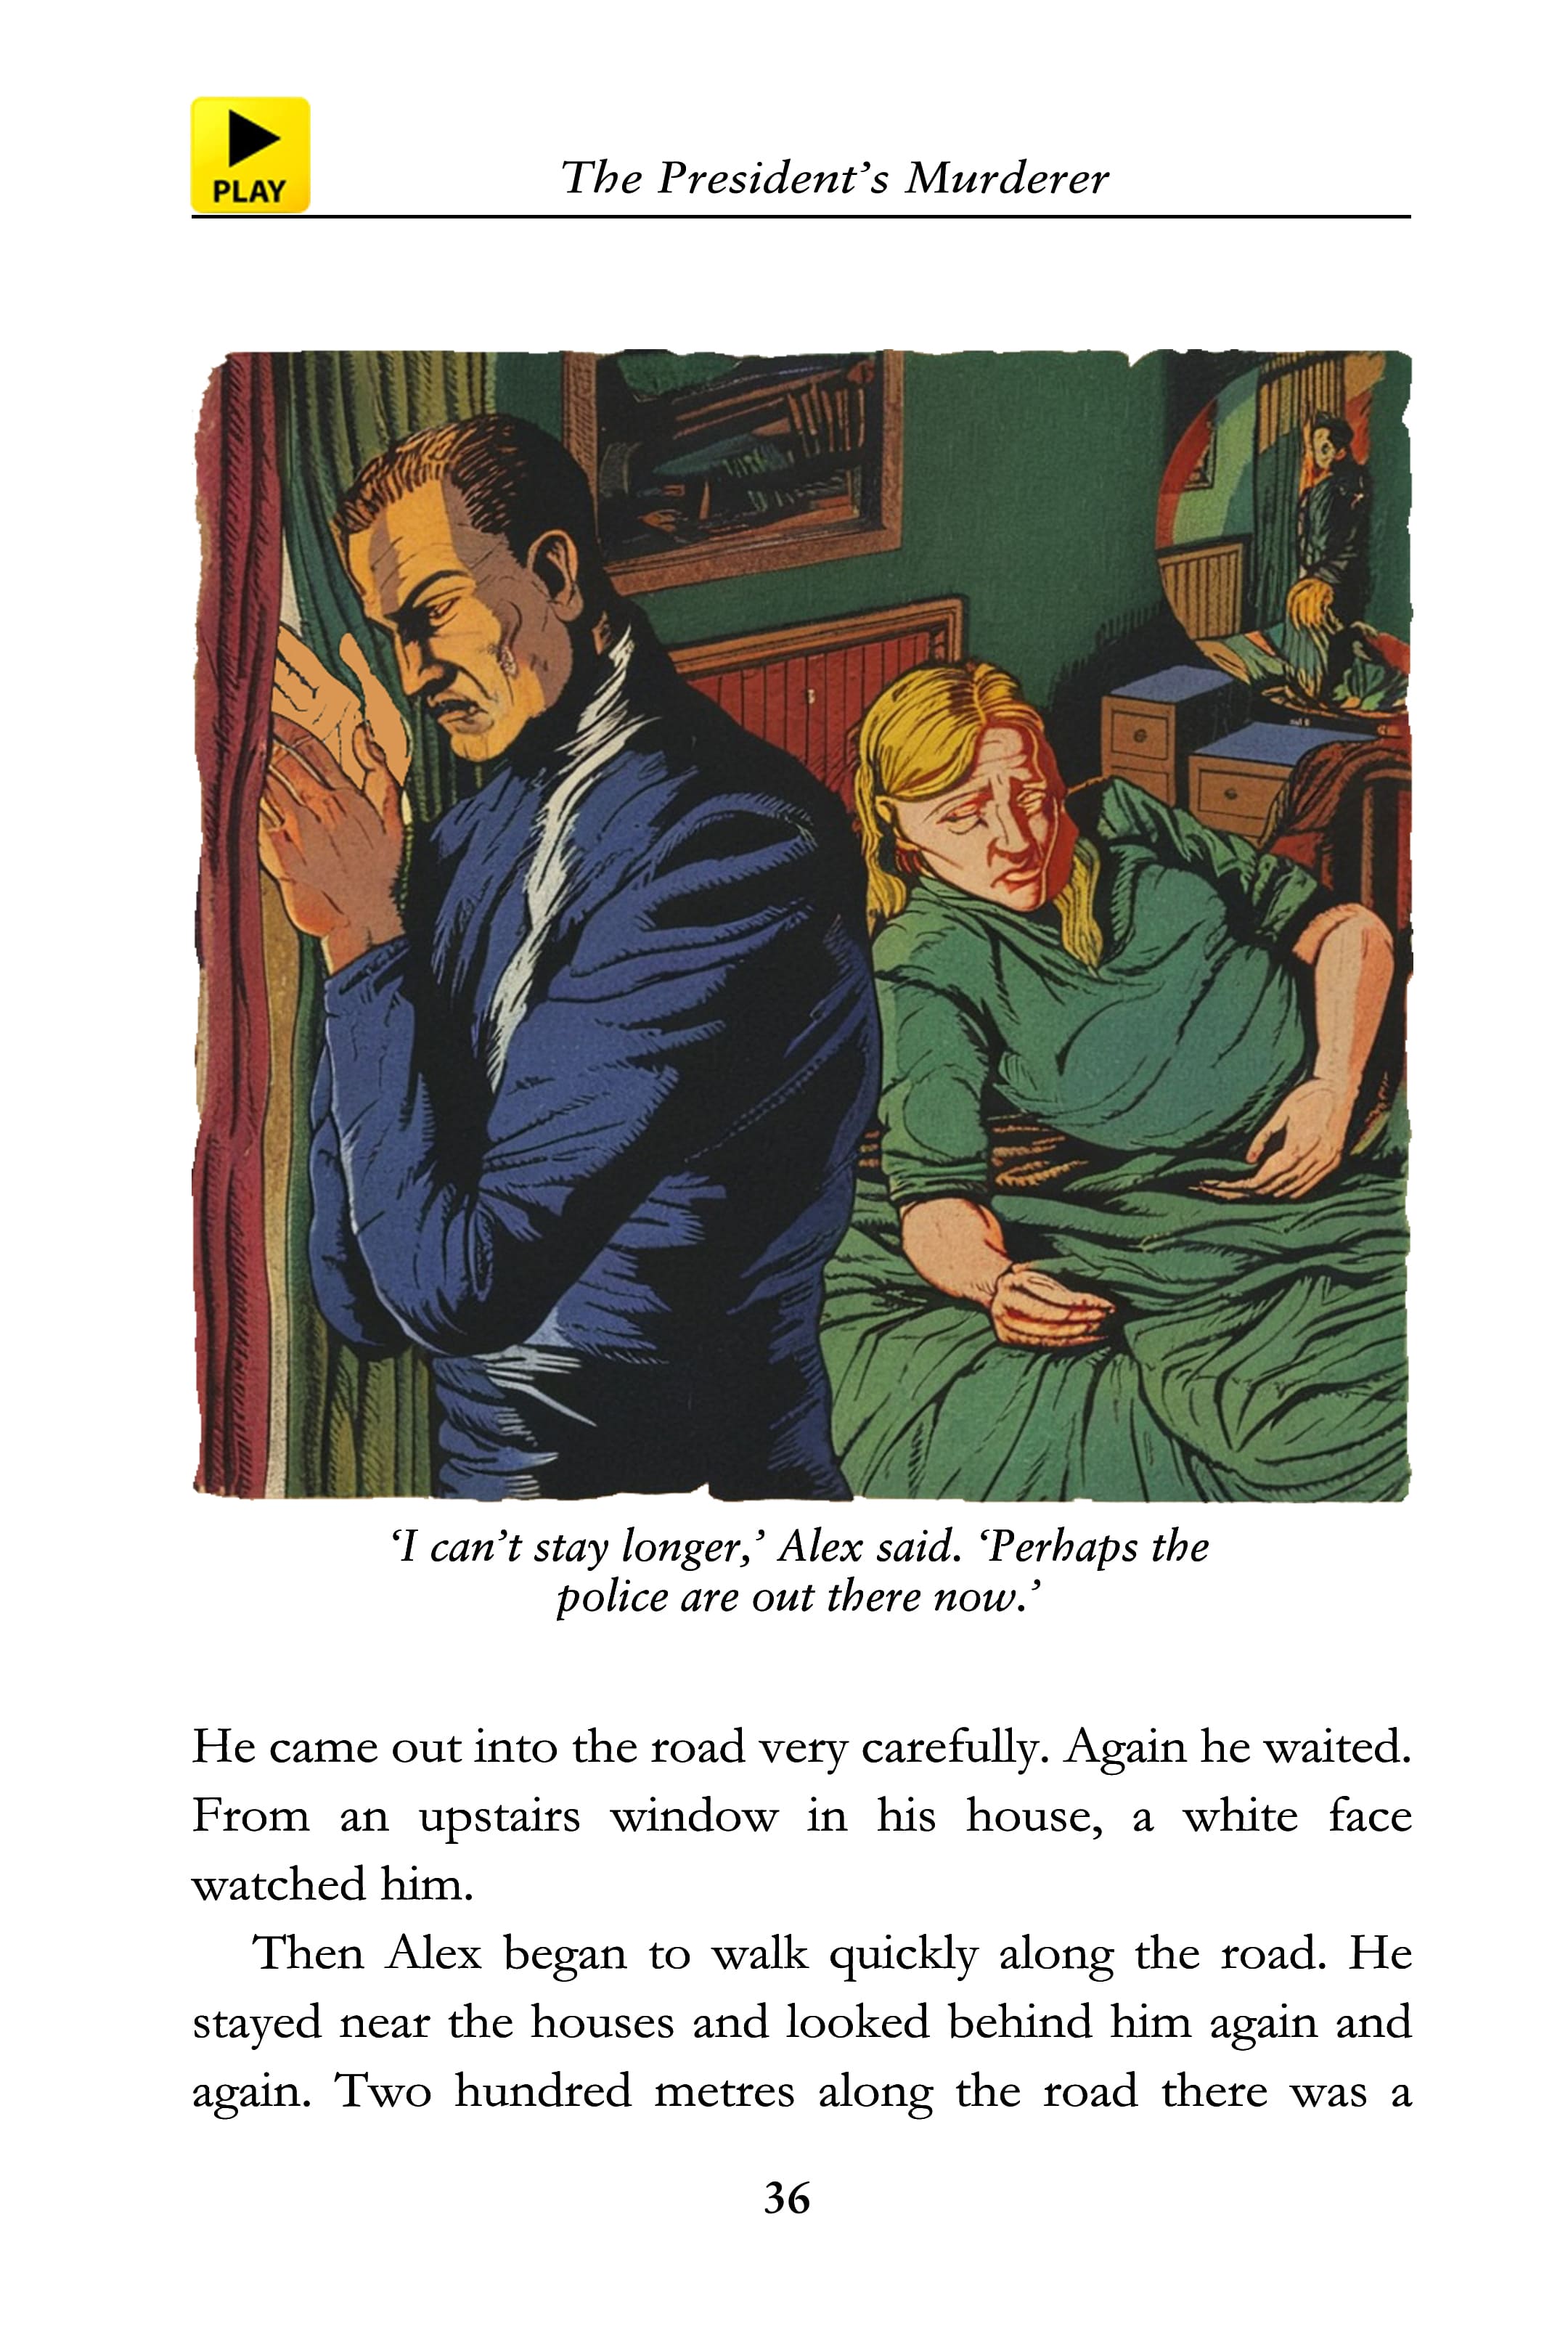 PLAY
The President’s Murderer
‘I can’t stay longer,’ Alex said. ‘Perhaps the
police are out there now.’
He came out into the road very carefully. Again he waited.
From an upstairs window in his house, a white face
watched him.
Then Alex began to walk quickly along the road. He
stayed near the houses and looked behind him again and
again. Two hundred metres along the road there was a
36